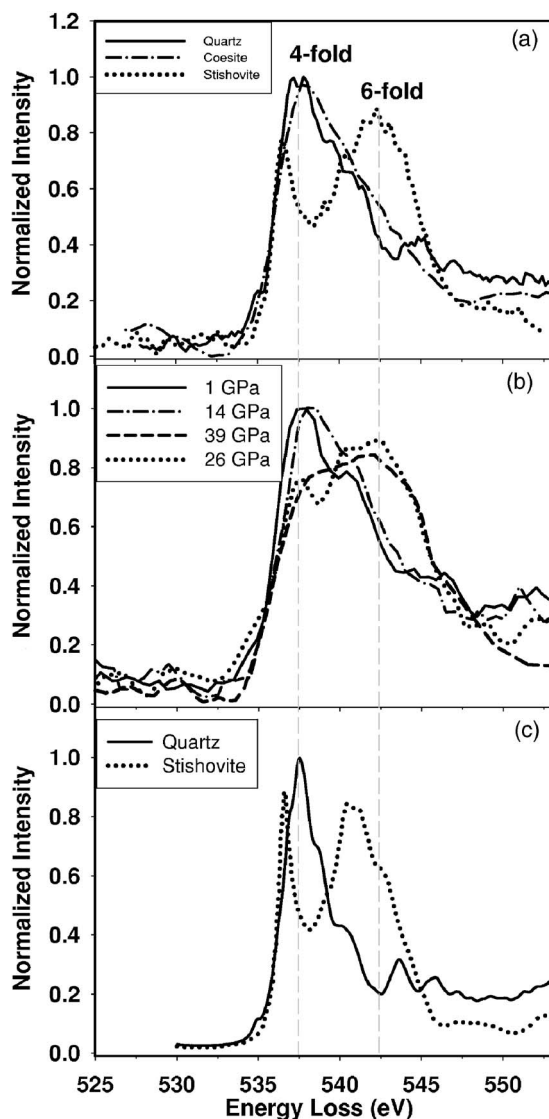 Quartz
Coesite
Stishovite
(a)
4-fold
6-fold
1.2
1.0
0.8
0.6
0.4
0.2
0.0
Normalized Intensity
1 GPa
14 GPa
39 GPa
26 GPa
(b)
1.0
0.8
0.6
0.4
0.2
0.0
Normalized Intensity
Quartz
Stishovite
(c)
1.0
0.8
0.6
0.4
0.2
0.0
Normalized Intensity
525 530 535 540 545 550
Energy Loss (eV)